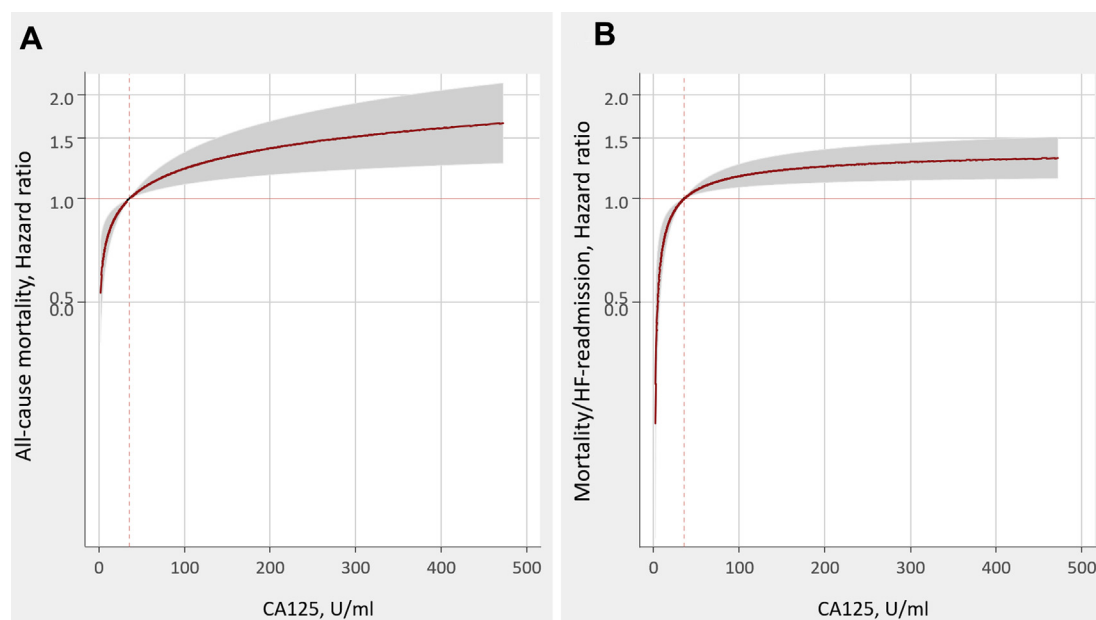 A
All-cause mortality, Hazard ratio
2.0
1.5
1.0
0.5
0.0
0 100 200 300 400 500
CA125, U/ml
B
Mortality/HF-readmission, Hazard ratio
2.0
1.5
1.0
0.5
0.0
0 100 200 300 400 500
CA125, U/ml